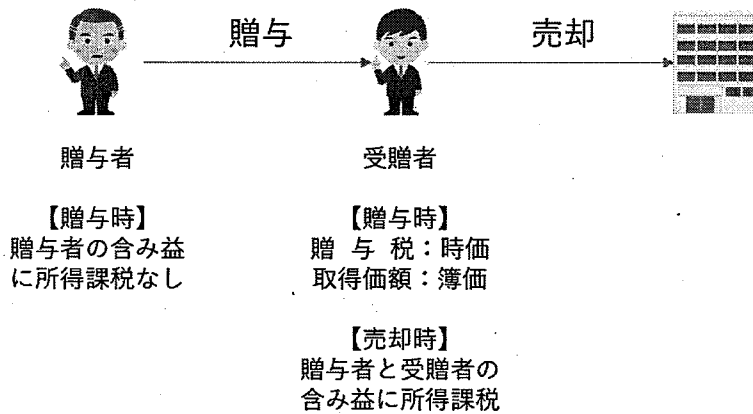 贈与
売却
贈与者
受贈者
【贈与時】
贈与者の含み益
に所得課税なし
【贈与時】
贈 与 税：時価
取得価額：簿価
【売却時】
贈与者と受贈者の
含み益に所得課税